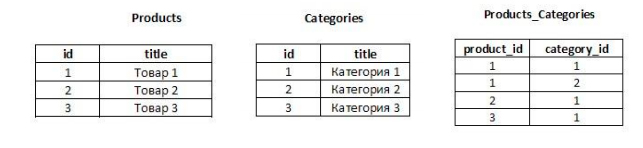 Products
id title
1 Товар 1
2 Товар 2
3 Товар 3
Categories
id title
1 Категория 1
2 Категория 2
3 Категория 3
Products_Categories
product_id category_id
1 1
1 2
2 1
3 1